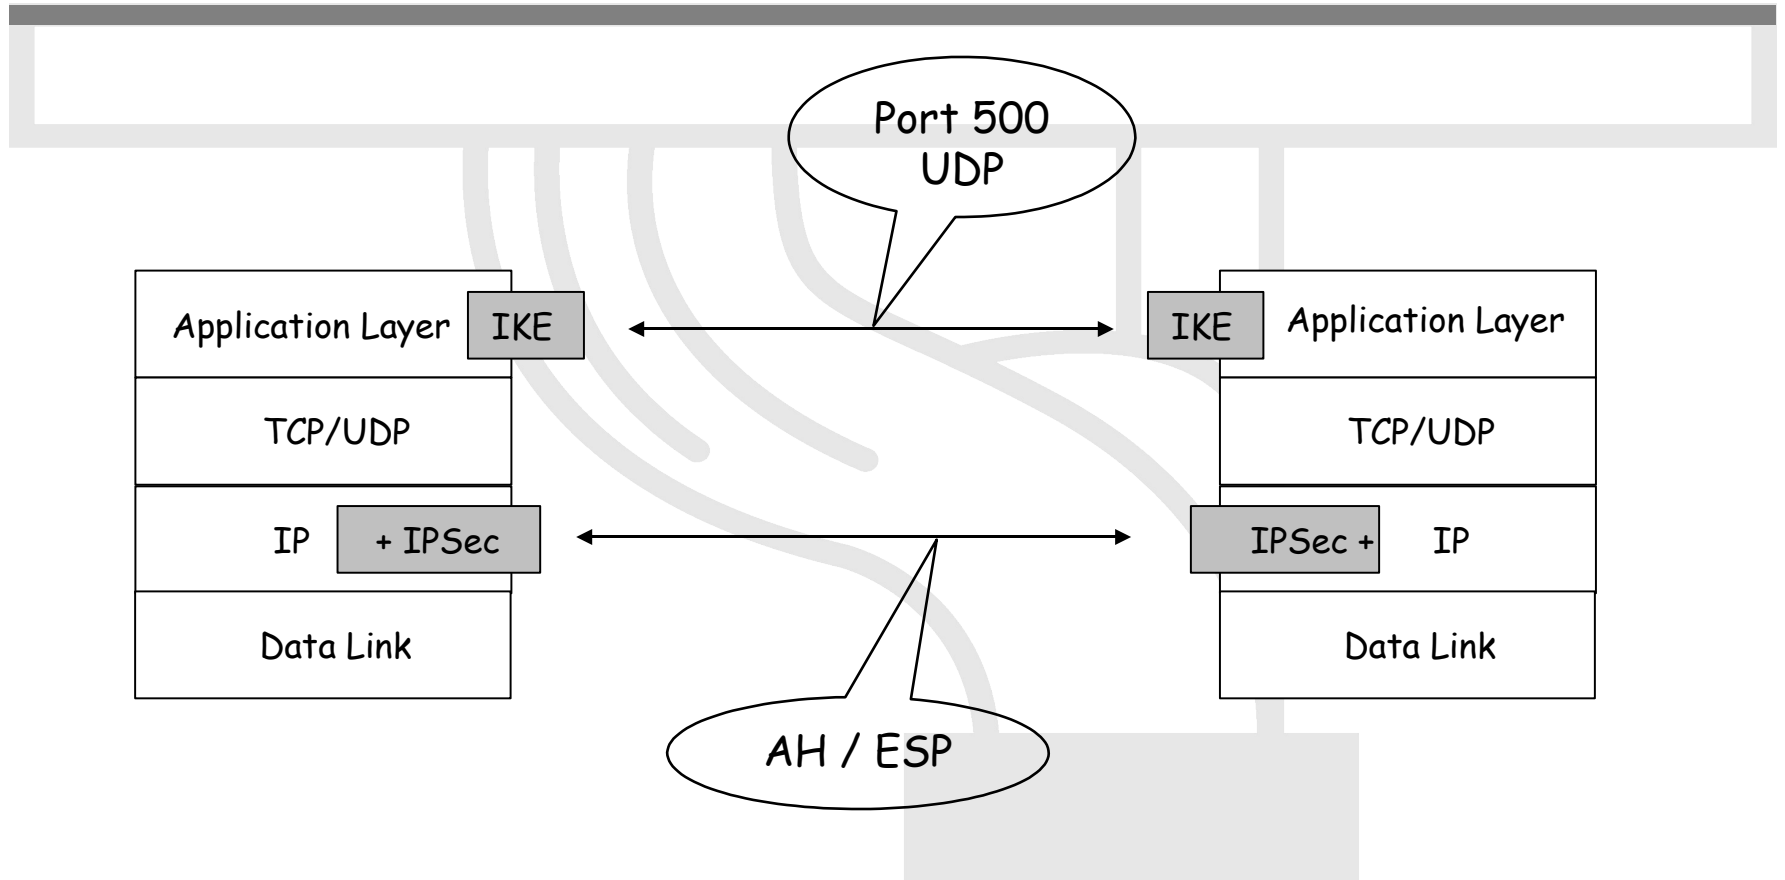 Port 500
UDP
Application Layer
IKE
IKE
Application Layer
TCP/UDP
TCP/UDP
IP
+ IPSec
IPSec +
IP
Data Link
Data Link
AH / ESP